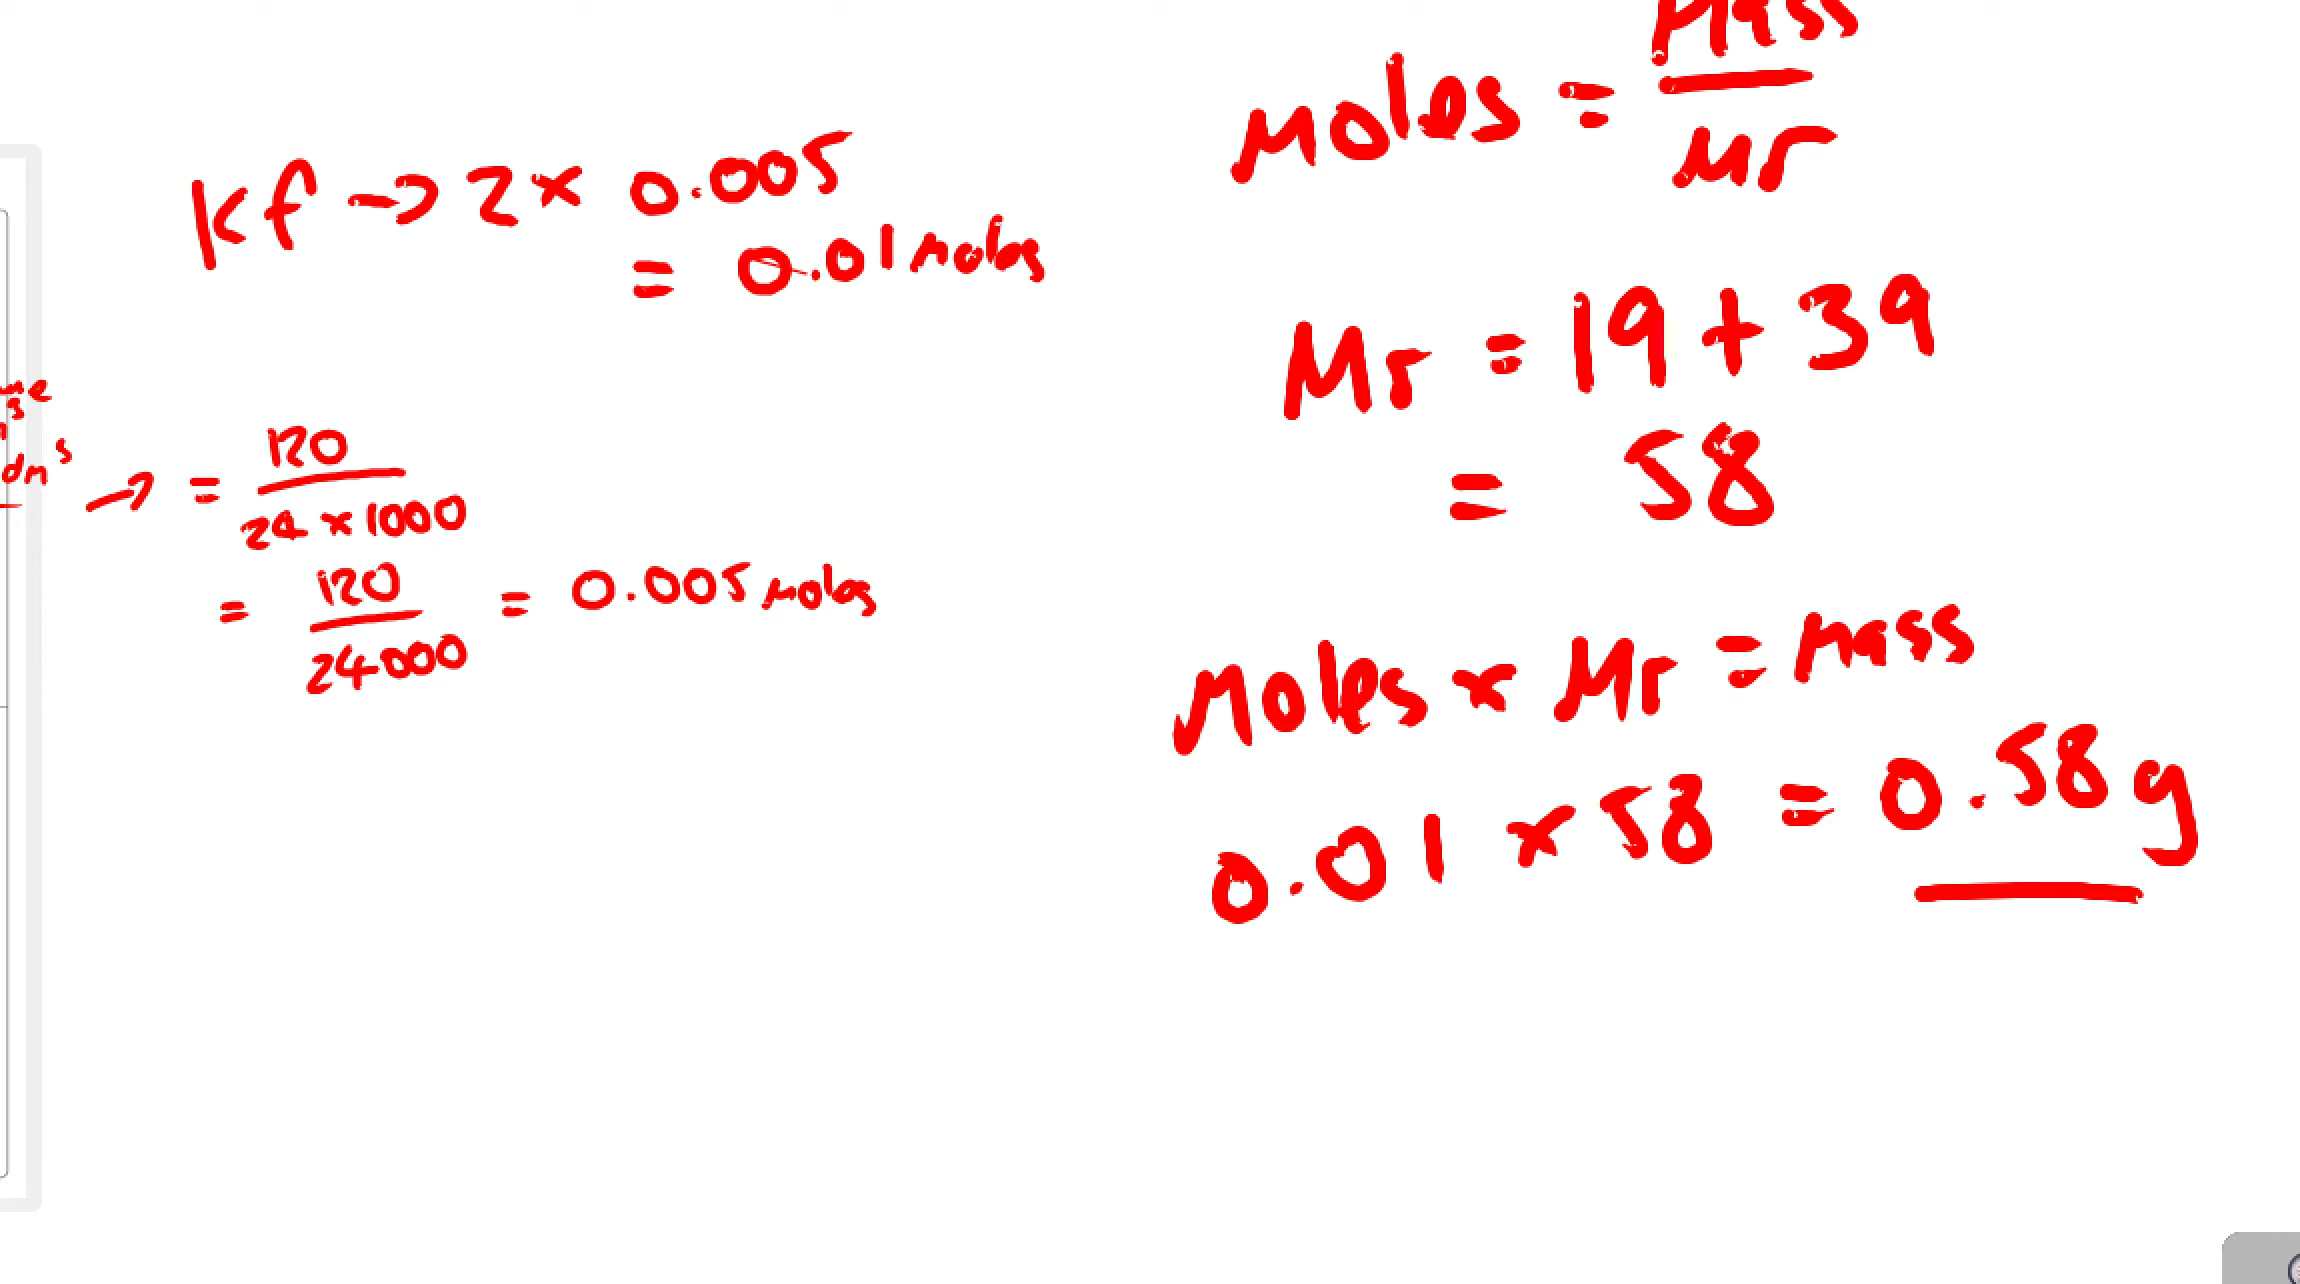 Kf → 2 x 0.005
= 0.01 moles
→ = 120 / 24 x 1000
= 120 / 24000 = 0.005 moles
Moles = Mass / Mr
Mr = 19 + 39
= 58
Moles x Mr = Mass
0.01 x 58 = 0.58 g